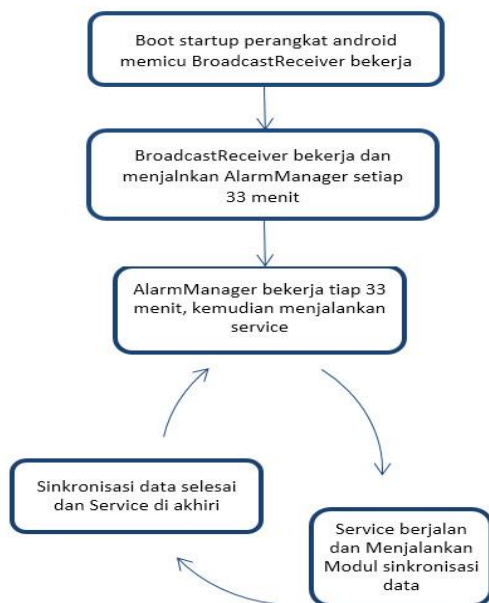 Boot startup perangkat android
memicu BroadcastReceiver bekerja
BroadcastReceiver bekerja dan
menjalnkan AlarmManager setiap
33 menit
AlarmManager bekerja tiap 33
menit, kemudian menjalankan
service
Sinkronisasi data selesai
dan Service di akhiri
Service berjalan
dan Menjalankan
Modul sinkronisasi
data